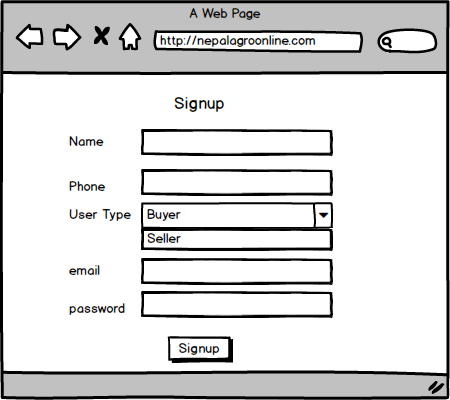 A Web Page
http://nepalagroonline.com
Signup
Name
Phone
User Type Buyer
Seller
email
password
Signup